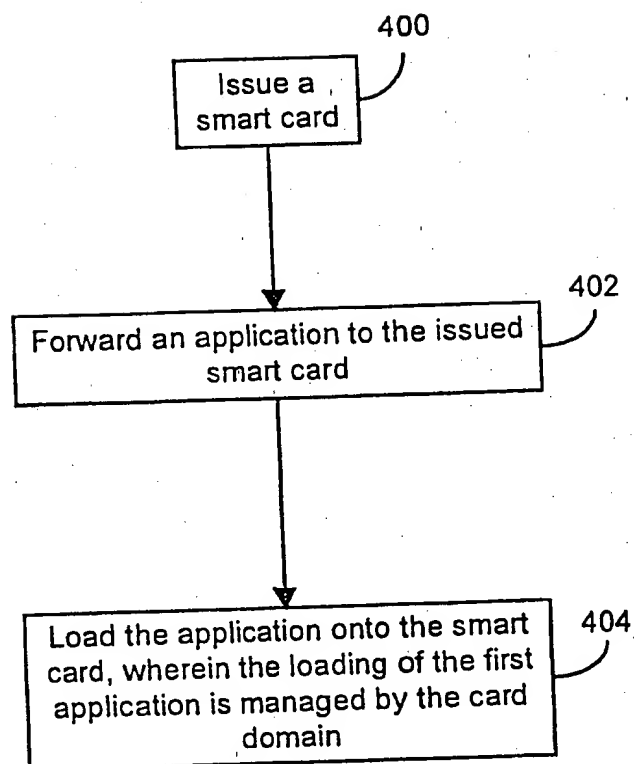 400
Issue a
smart card
402
Forward an application to the issued
smart card
404
Load the application onto the smart
card, wherein the loading of the first
application is managed by the card
domain